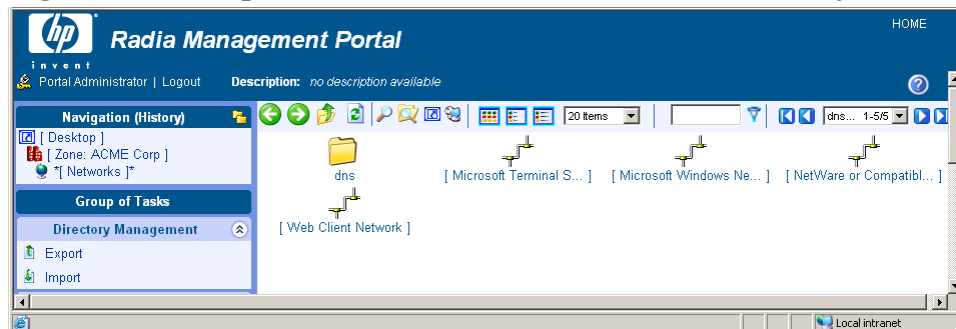 hp
invent
Radia Management Portal
HOME
Portal Administrator | Logout
Description: no description available
?
Navigation (History)
20 Items
dns... 1-5/5
[ Desktop ]
[ Zone: ACME Corp ]
*[ Networks ]*
dns
[ Microsoft Terminal S... ]
[ Microsoft Windows Ne... ]
[ NetWare or Compatibl... ]
[ Web Client Network ]
Group of Tasks
Directory Management
Export
Import
Local intranet